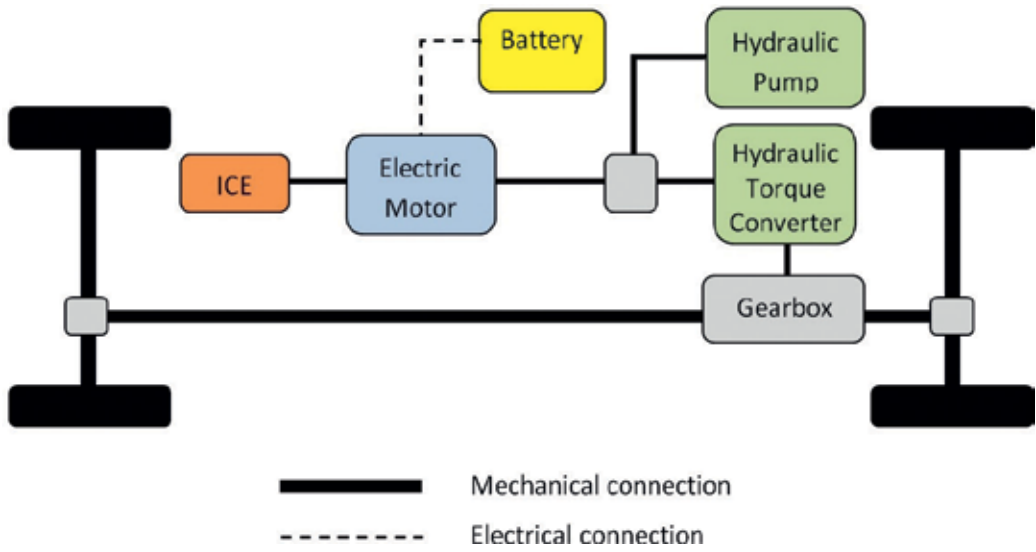 Battery
Hydraulic
Pump
ICE
Electric
Motor
Hydraulic
Torque
Converter
Gearbox
Mechanical connection
Electrical connection